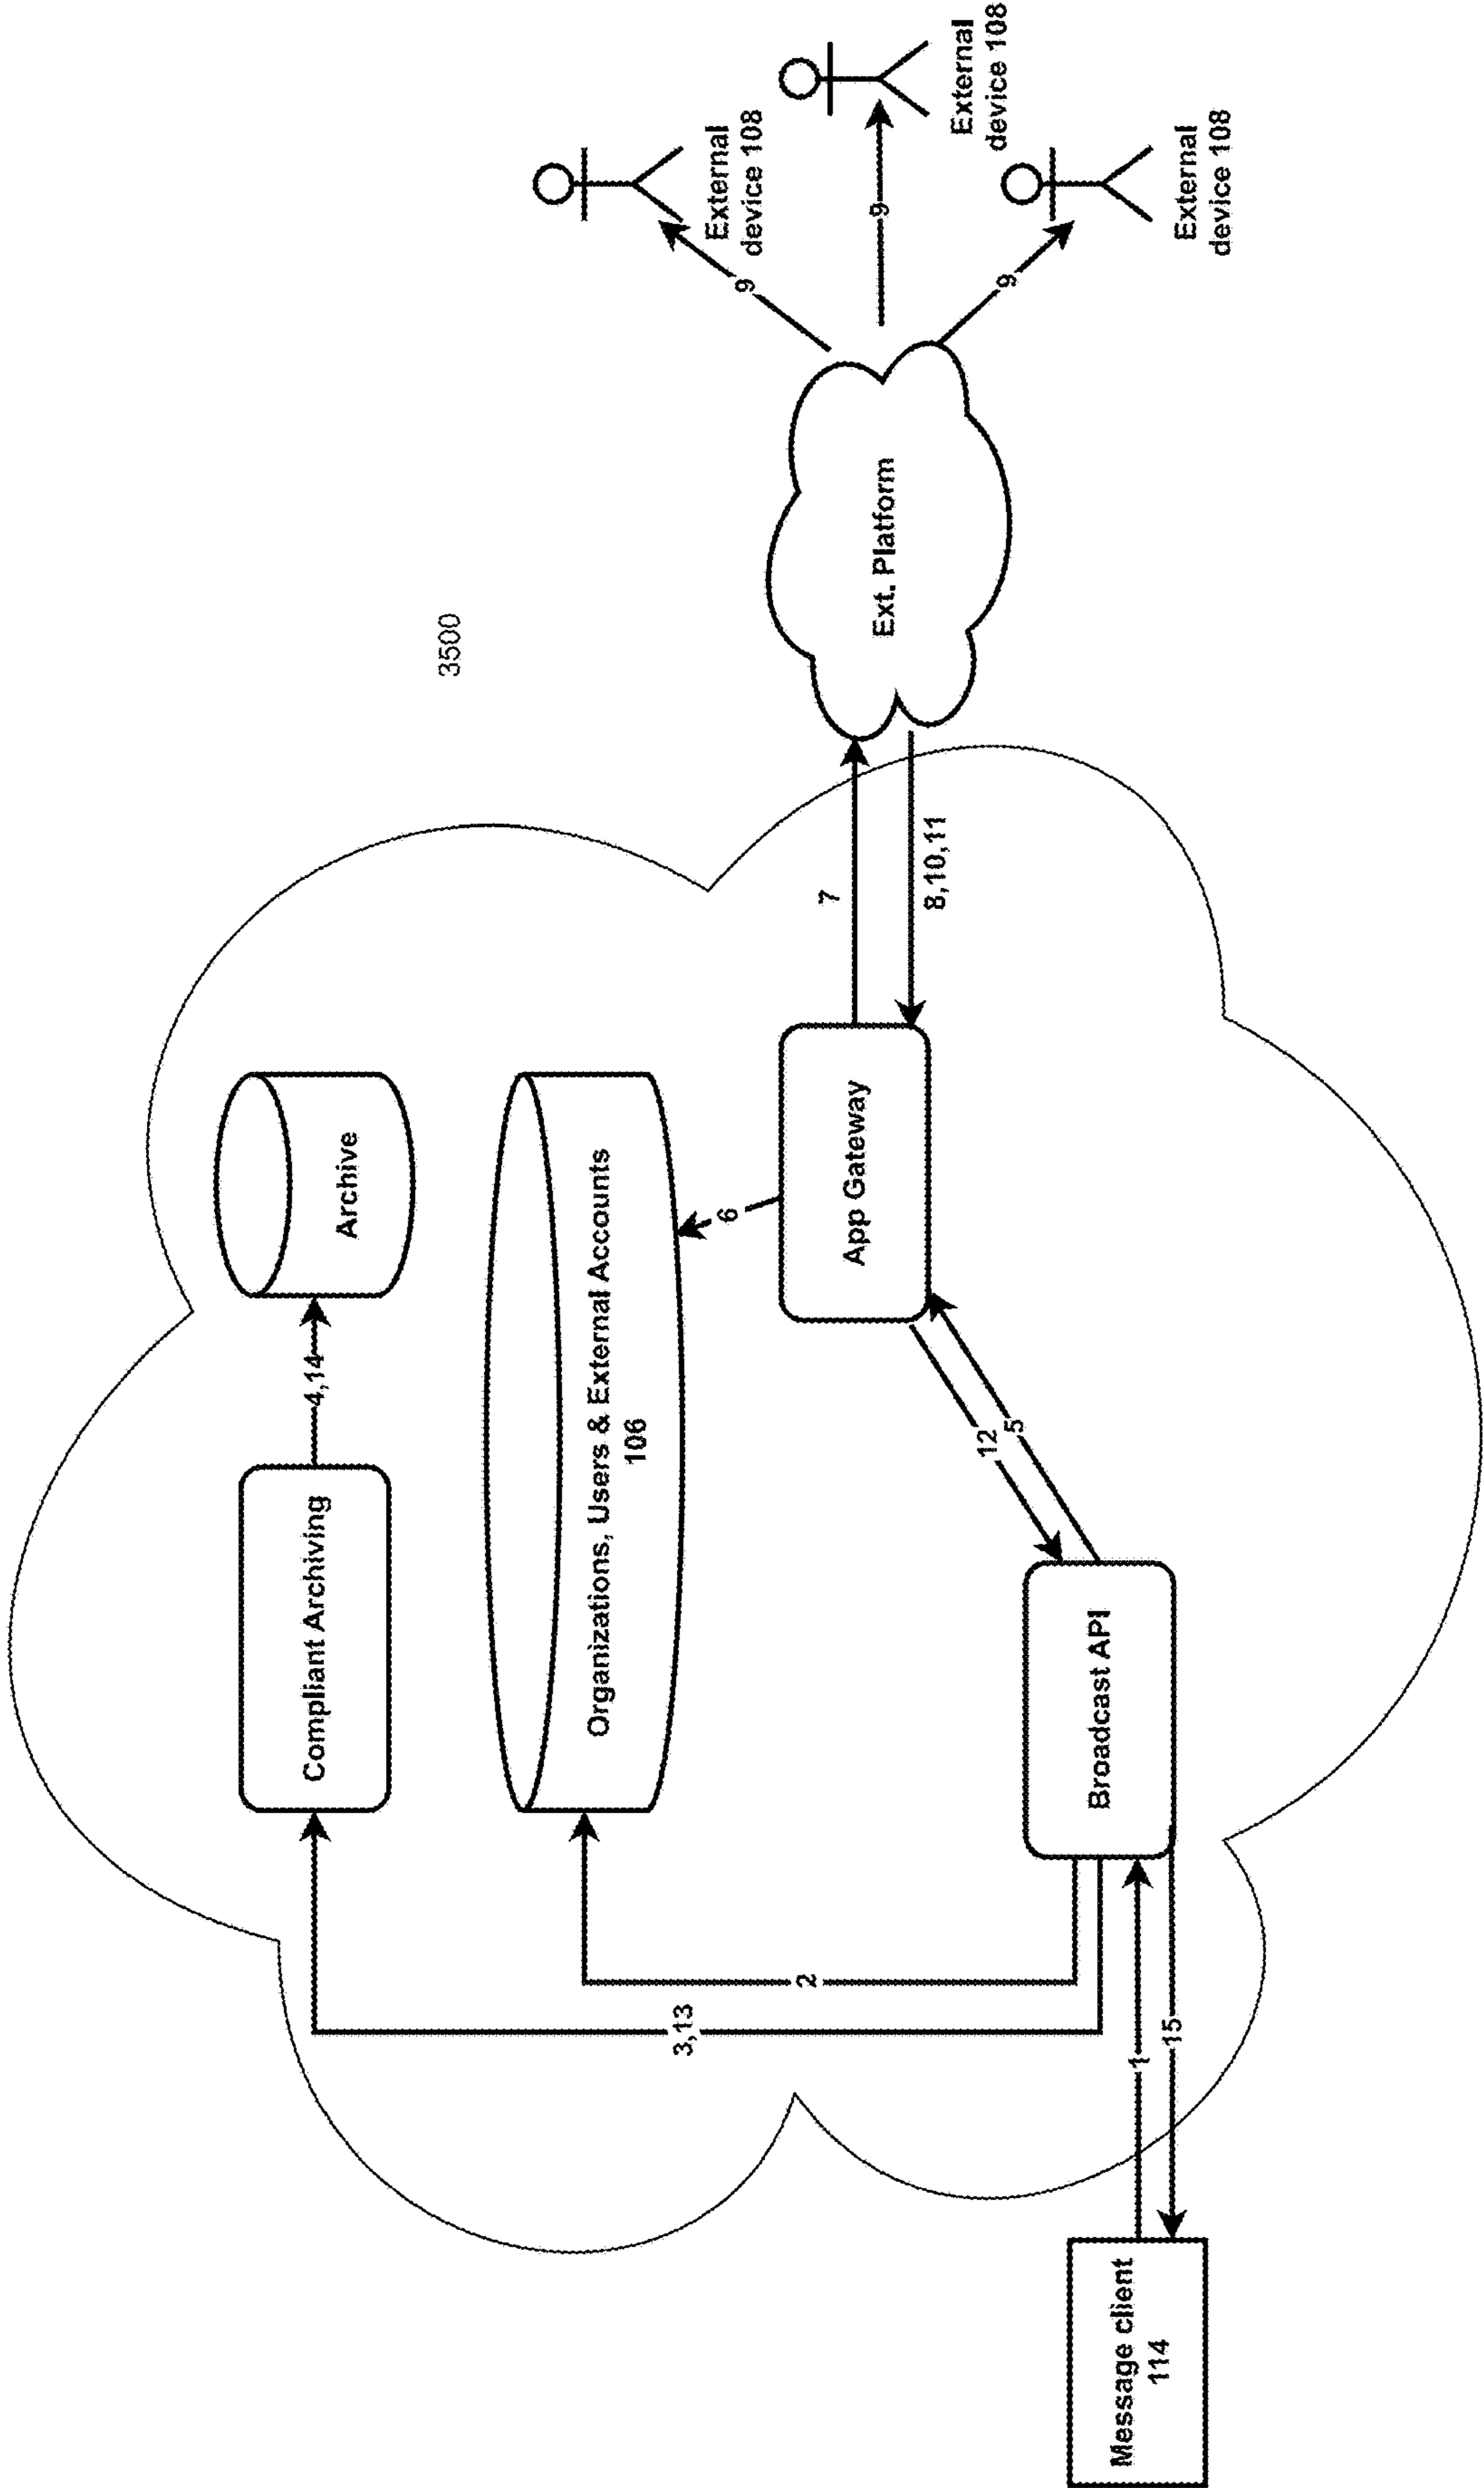 3500
Compliant Archiving
4,14
Archive
Organizations, Users & External Accounts
106
3,13
2
6
App Gateway
7
8,10,11
Ext. Platform
9
External
device 108
9
External
device 108
9
External
device 108
12
5
Broadcast API
1
15
Message client
114